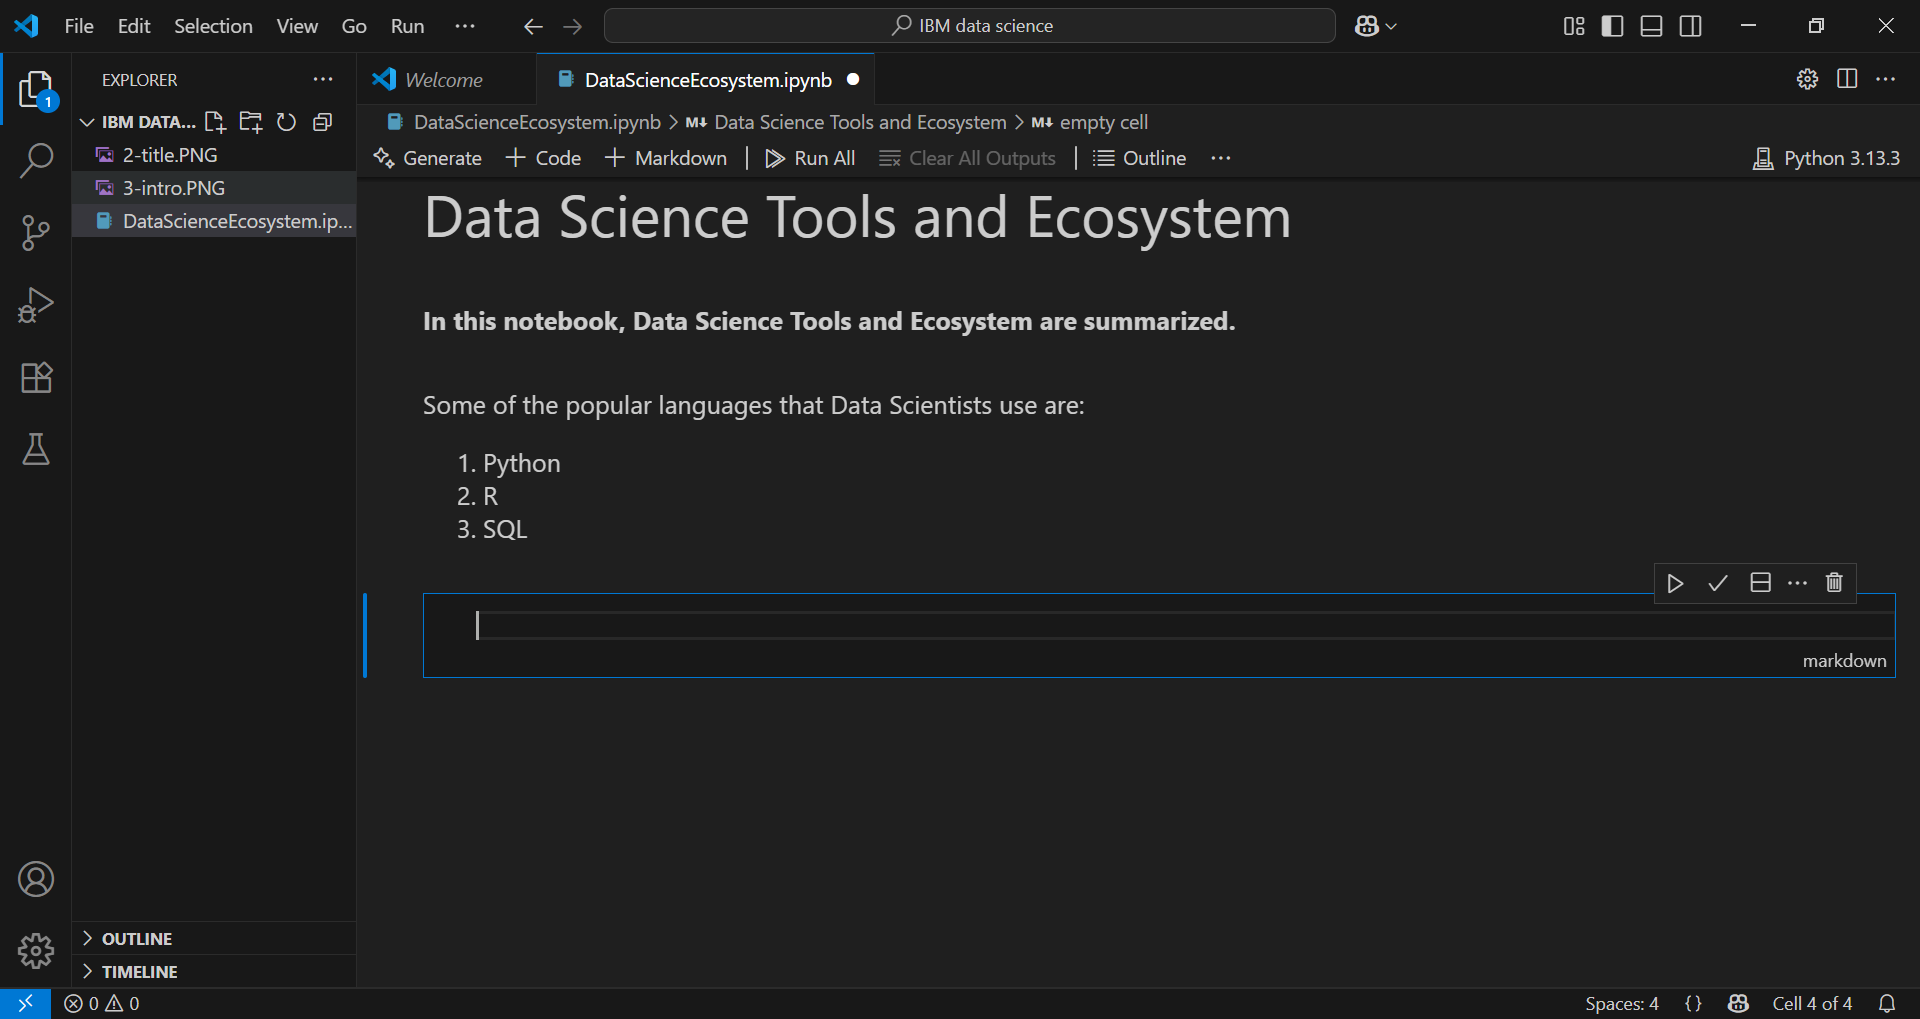 File Edit Selection View Go Run ··· IBM data science
EXPLORER ···
1
Welcome DataScienceEcosystem.ipynb
IBM DATA...
2-title.PNG
3-intro.PNG
DataScienceEcosystem.ip...
DataScienceEcosystem.ipynb > M↓ Data Science Tools and Ecosystem > M↓ empty cell
Generate + Code + Markdown | Run All Clear All Outputs | Outline ··· Python 3.13.3
Data Science Tools and Ecosystem
In this notebook, Data Science Tools and Ecosystem are summarized.
Some of the popular languages that Data Scientists use are:
1. Python
2. R
3. SQL
markdown
OUTLINE
TIMELINE
0 0 Spaces: 4 {} Cell 4 of 4